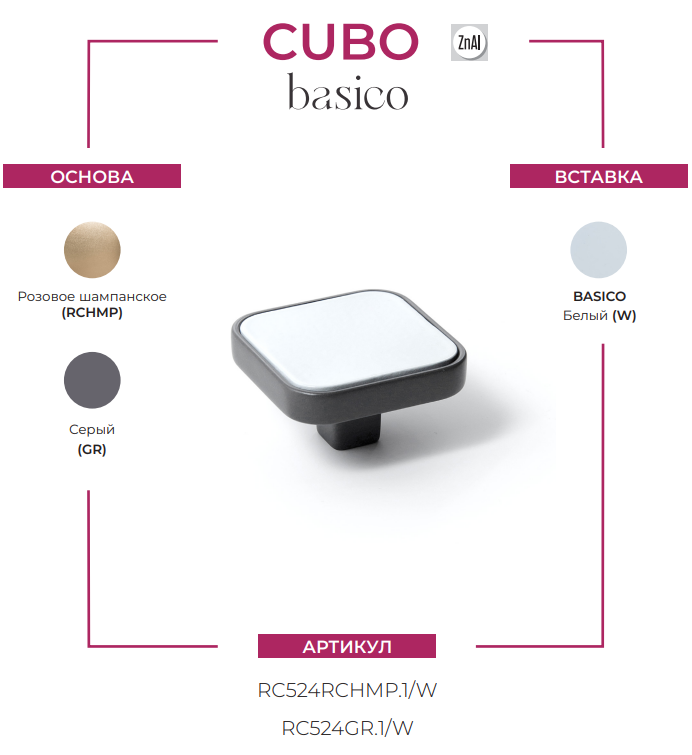 CUBO
ZnAl
basico
ОСНОВА
ВСТАВКА
Розовое шампанское
(RCHMP)
Серый
(GR)
BASICO
Белый (W)
АРТИКУЛ
RC524RCHMP.1/W
RC524GR.1/W